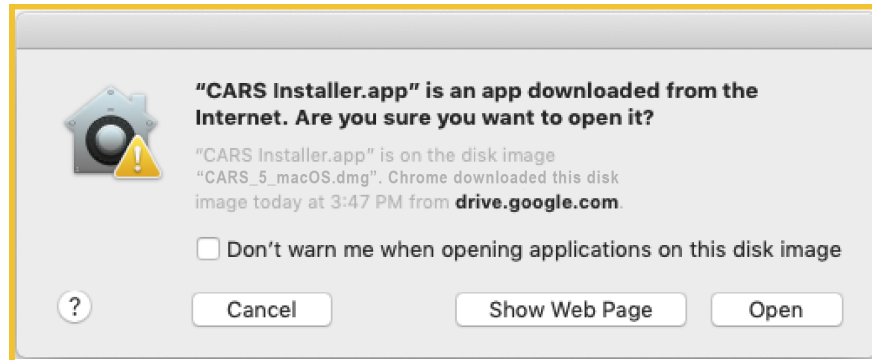 “CARS Installer.app” is an app downloaded from the
Internet. Are you sure you want to open it?
“CARS Installer.app” is on the disk image
“CARS_5_macOS.dmg”. Chrome downloaded this disk
image today at 3:47 PM from drive.google.com.
Don’t warn me when opening applications on this disk image
? Cancel Show Web Page Open